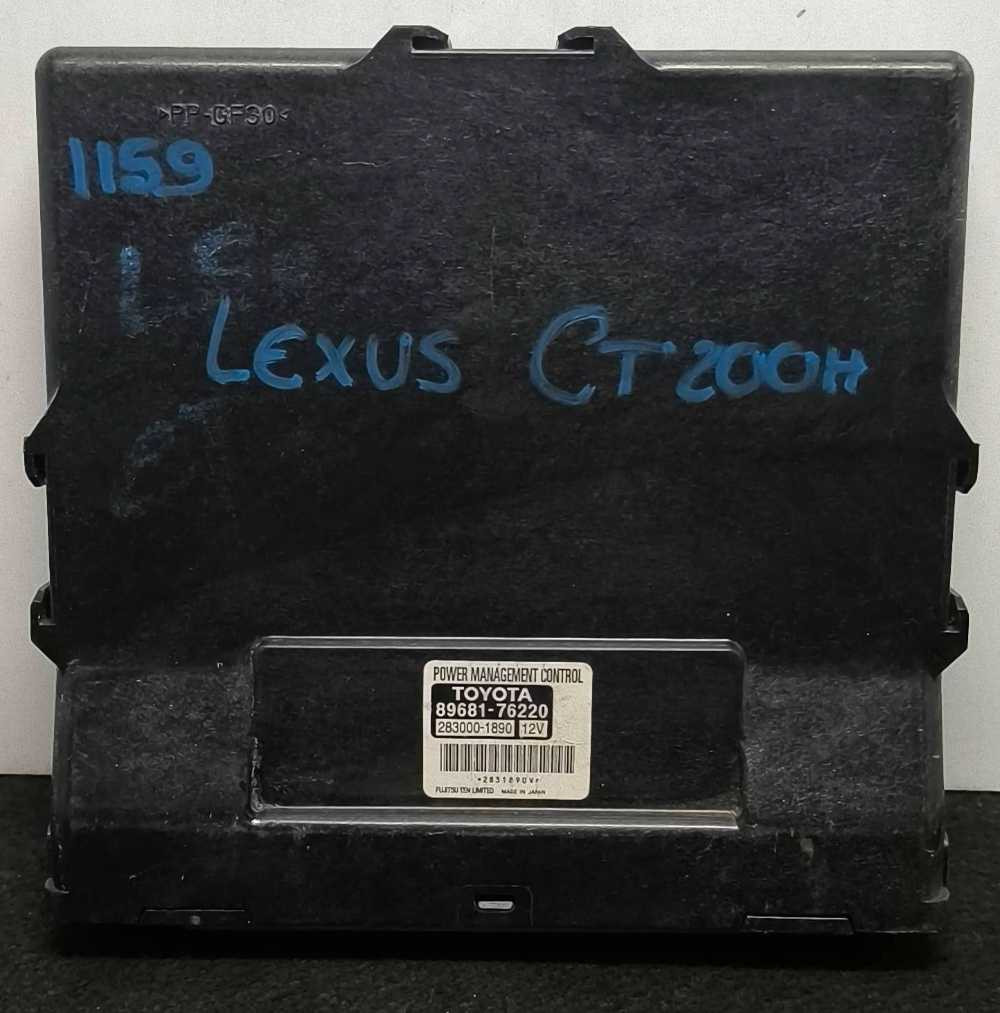 >PP-GF30<
1159
LEXUS CT200H
POWER MANAGEMENT CONTROL
TOYOTA
89681-76220
283000-1890 12V
FUJITSU TEN LIMITED MADE IN JAPAN